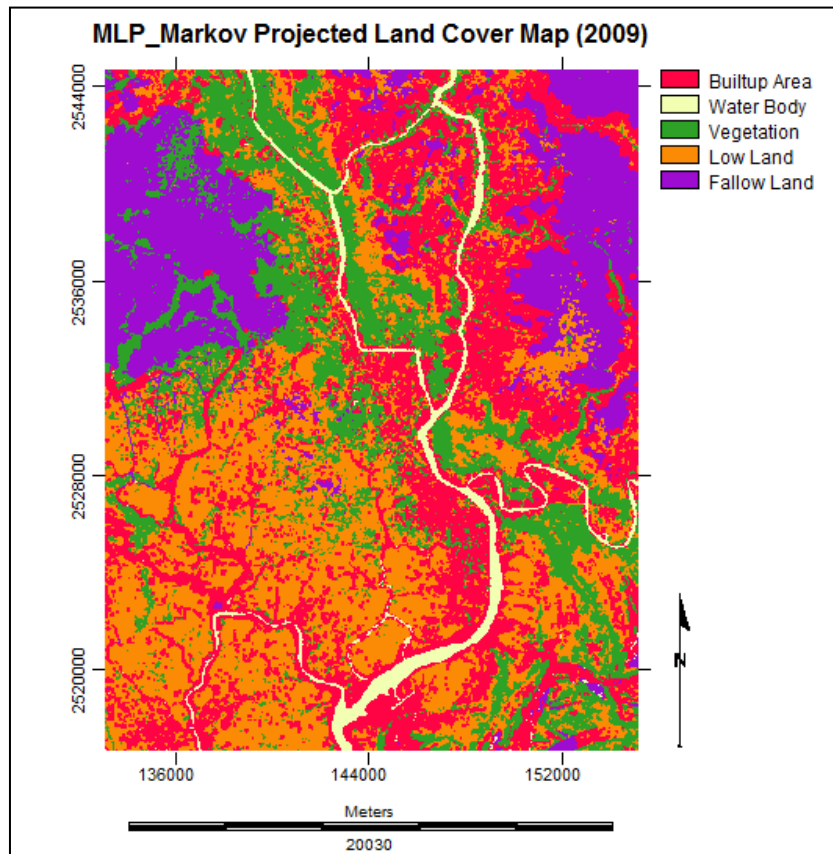 MLP_Markov Projected Land Cover Map (2009)
Builtup Area
Water Body
Vegetation
Low Land
Fallow Land
2544000
2536000
2528000
2520000
N
136000
144000
152000
Meters
20030